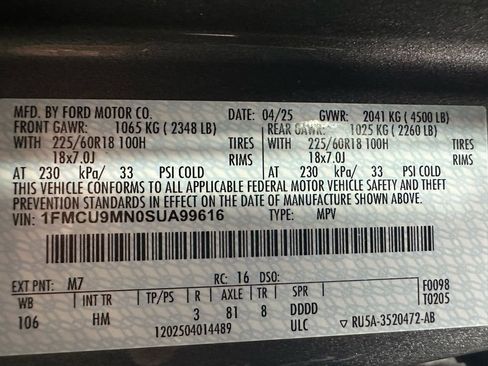 MFD. BY FORD MOTOR CO. DATE: 04/25 GVWR: 2041 KG (4500 LB)
FRONT GAWR: 1065 KG (2348 LB) REAR GAWR: 1025 KG (2260 LB)
WITH 225/60R18 100H TIRES WITH 225/60R18 100H TIRES
18x7.0J RIMS 18x7.0J RIMS
AT 230 kPa/ 33 PSI COLD AT 230 kPa/ 33 PSI COLD
THIS VEHICLE CONFORMS TO ALL APPLICABLE FEDERAL MOTOR VEHICLE SAFETY AND THEFT
PREVENTION STANDARDS IN EFFECT ON THE DATE OF MANUFACTURE SHOWN ABOVE.
VIN: 1FMCU9MN0SUA99616 TYPE: MPV
EXT PNT: M7 RC: 16 DSO: F0098
WB INT TR TP/PS R AXLE TR SPR T0205
106 HM 3 81 8 DDDD
1202504014489 ULC ▽ RU5A-3520472-AB